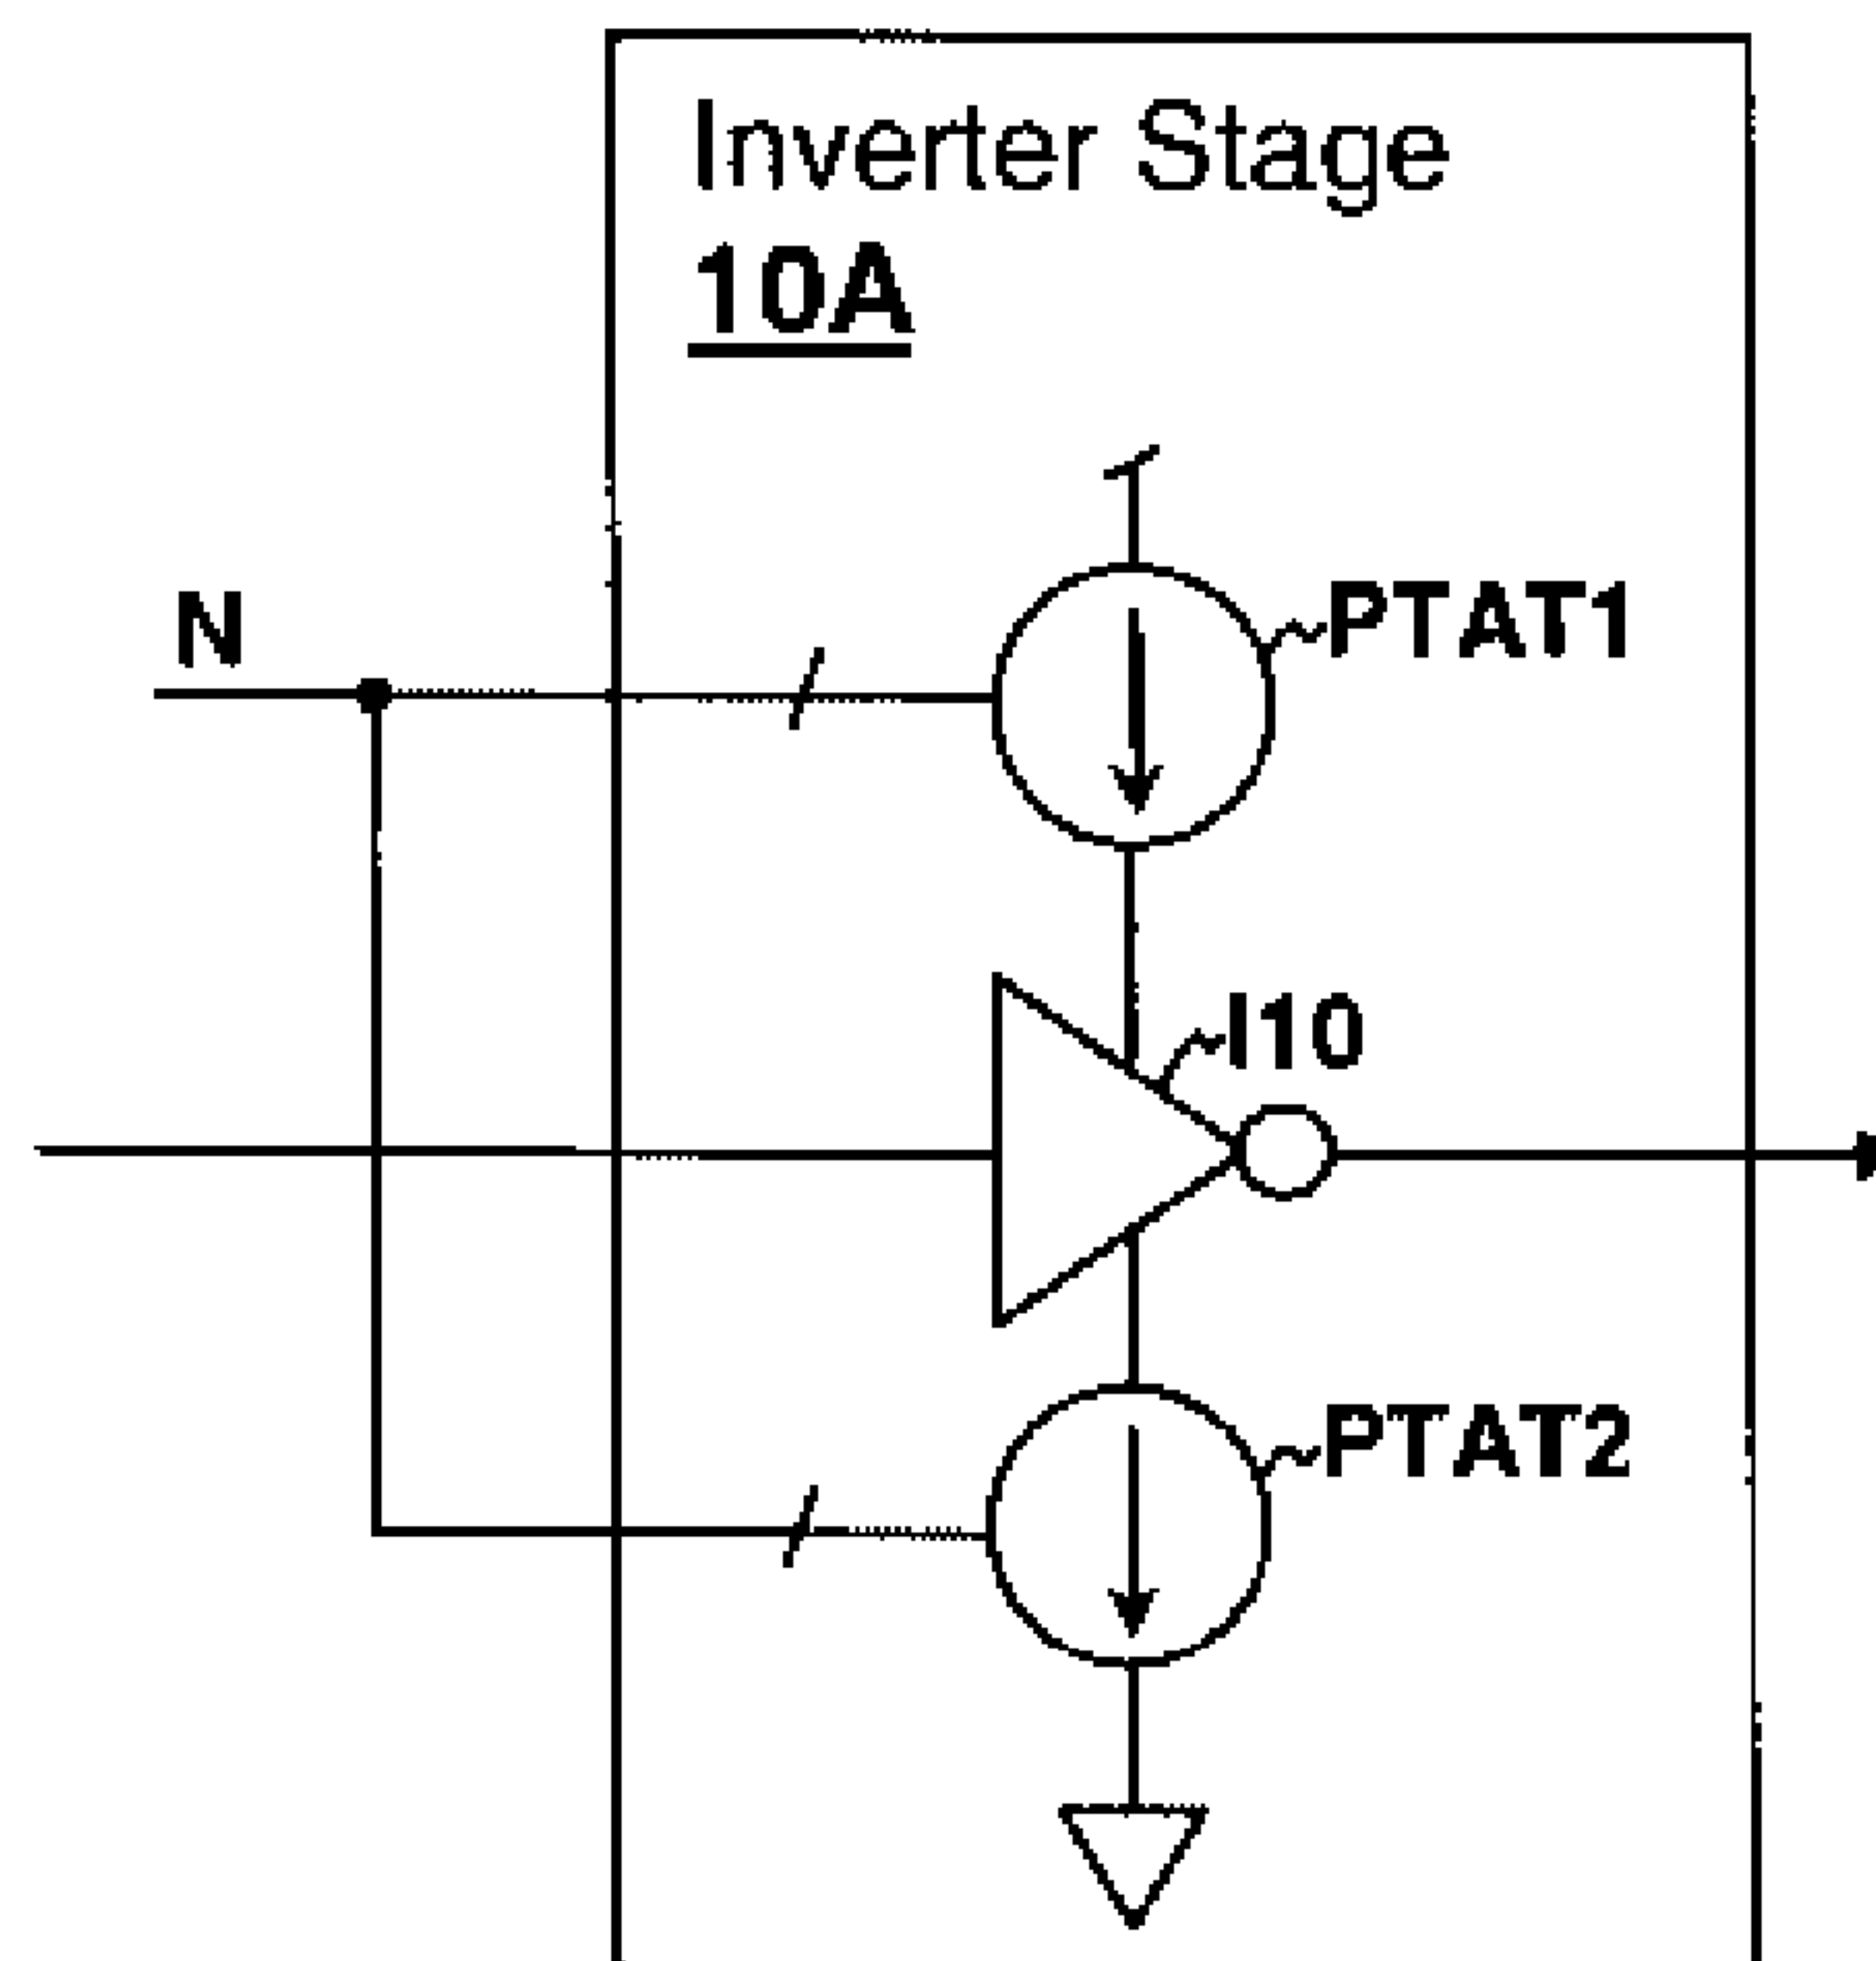 Inverter Stage
10A
N
PTAT1
I10
PTAT2